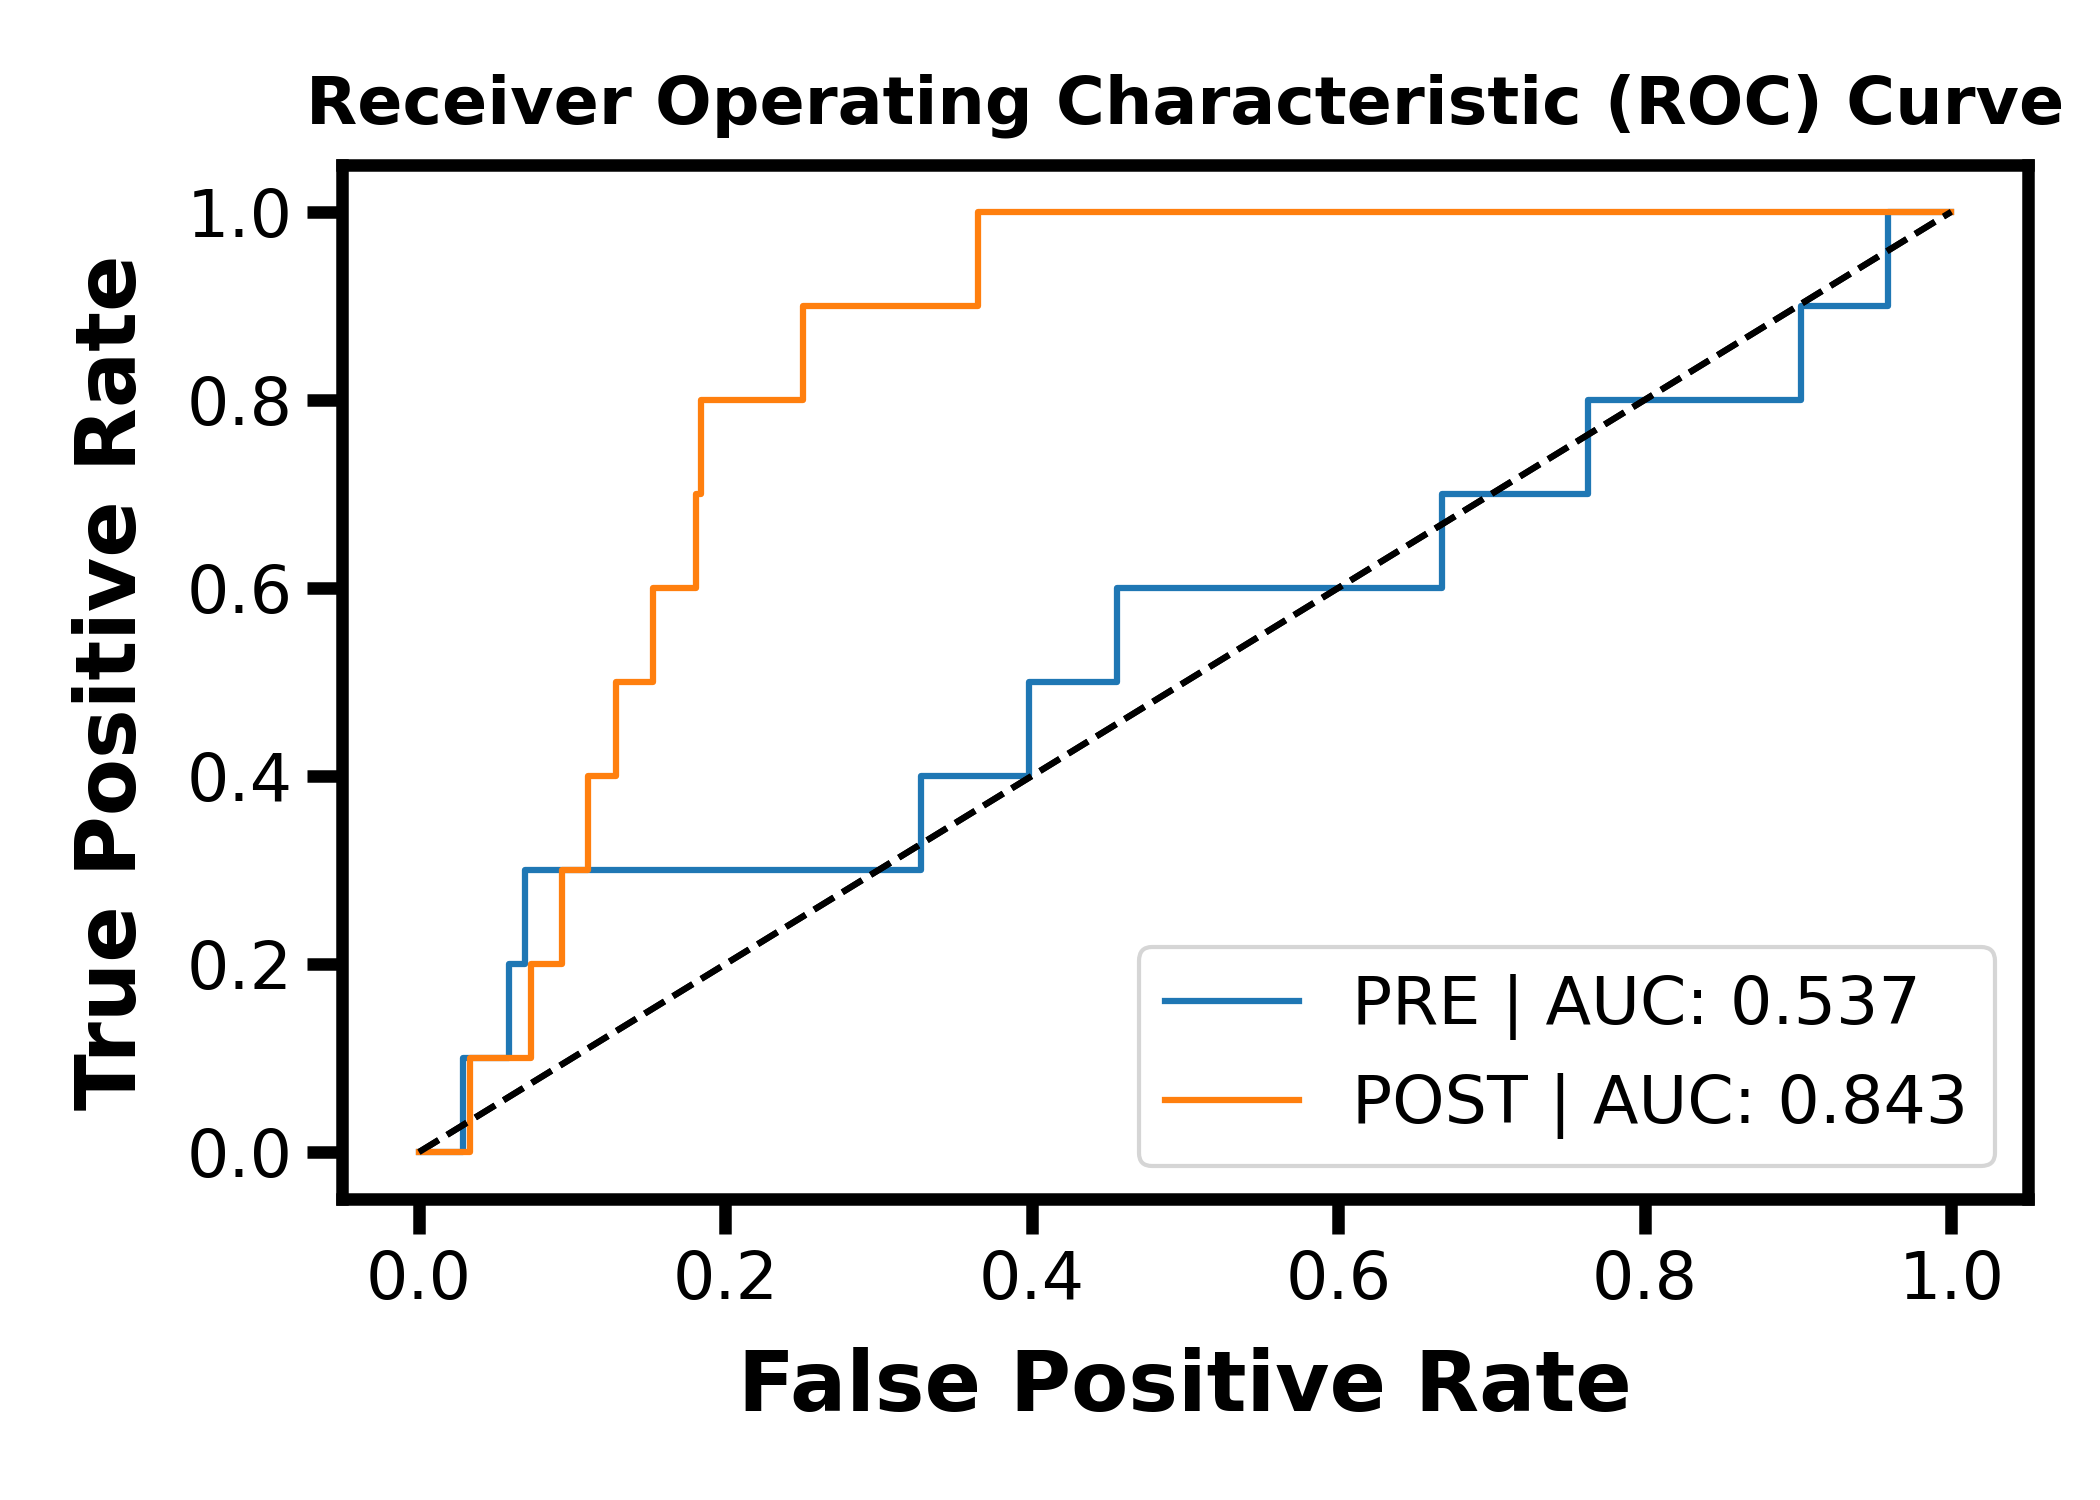 Receiver Operating Characteristic (ROC) Curve
True Positive Rate
1.0
0.8
0.6
0.4
0.2
0.0
PRE | AUC: 0.537
POST | AUC: 0.843
0.0 0.2 0.4 0.6 0.8 1.0
False Positive Rate